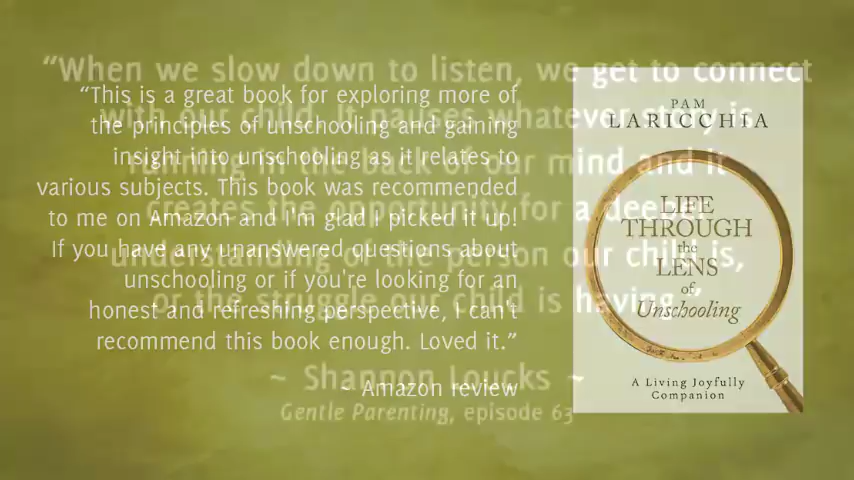 “When we slow down to listen, we get to connect
with our child. It pauses whatever story is
running in the back of our mind and it
creates the opportunity for a deeper
understanding of the person our child is,
or the struggle our child is having.”
~ Shannon Loucks ~
Gentle Parenting, episode 63
“This is a great book for exploring more of
the principles of unschooling and gaining
insight into unschooling as it relates to
various subjects. This book was recommended
to me on Amazon and I'm glad I picked it up!
If you have any unanswered questions about
unschooling or if you're looking for an
honest and refreshing perspective, I can't
recommend this book enough. Loved it.”
~ Amazon review
PAM
LARICCHIA
LIFE
THROUGH
the
LENS
of
Unschooling
A Living Joyfully
Companion